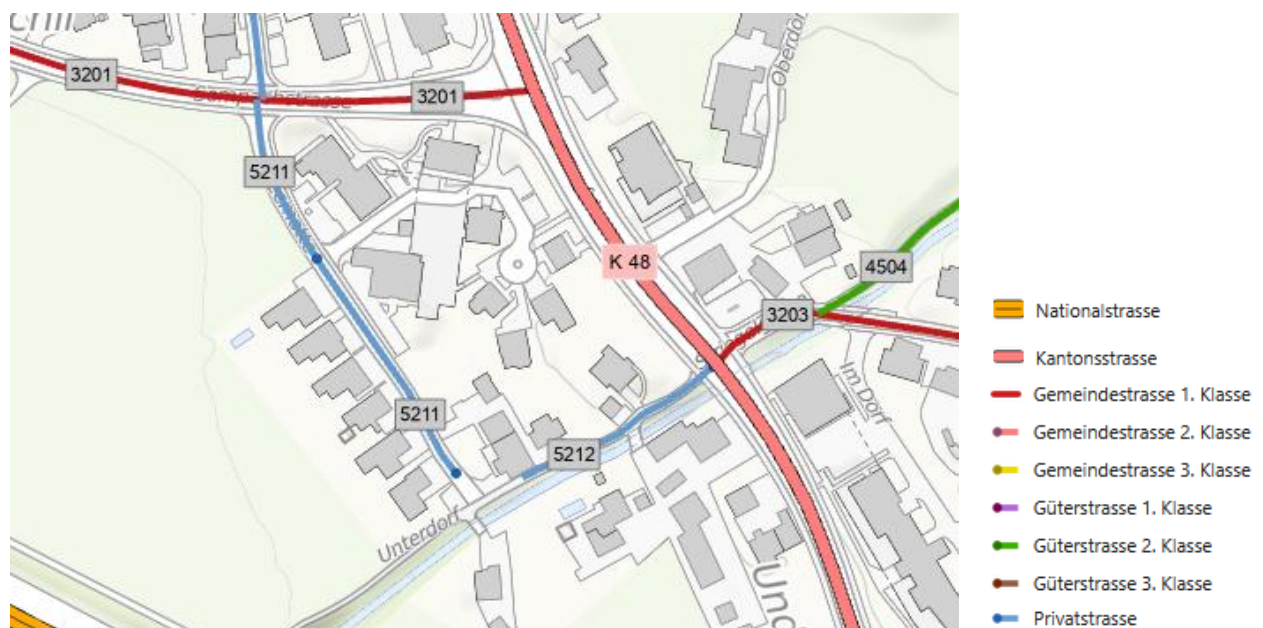 3201
Oberdorf
3201
5211
K 48
4504
3203
Im Dorf
5211
5212
Unterdorf
Nationalstrasse
Kantonsstrasse
Gemeindestrasse 1. Klasse
Gemeindestrasse 2. Klasse
Gemeindestrasse 3. Klasse
Güterstrasse 1. Klasse
Güterstrasse 2. Klasse
Güterstrasse 3. Klasse
Privatstrasse